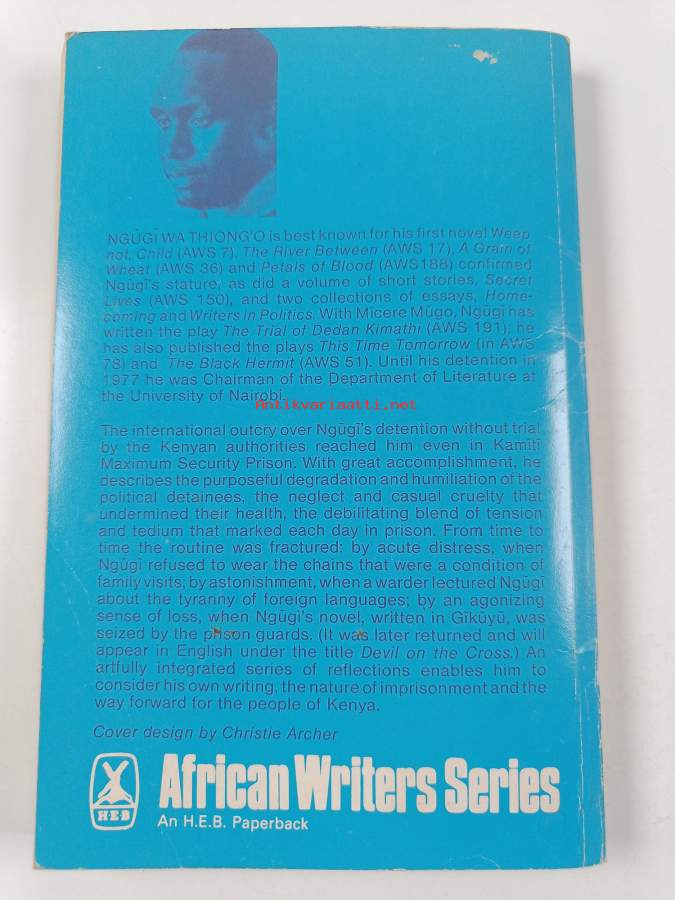 NGŨGĨ WA THIONG'O is best known for his first novel Weep
not, Child (AWS 7). The River Between (AWS 17), A Grain of
Wheat (AWS 36) and Petals of Blood (AWS188) confirmed
Ngũgĩ's stature, as did a volume of short stories, Secret
Lives (AWS 150), and two collections of essays, Home-
coming and Writers in Politics. With Mĩcere Mũgo, Ngũgĩ has
written the play The Trial of Dedan Kimathi (AWS 191), he
has also published the plays This Time Tomorrow (in AWS
78) and The Black Hermit (AWS 51). Until his detention in
1977 he was Chairman of the Department of Literature at
the University of Nairobi.
Antikvariaatti.net
The international outcry over Ngũgĩ's detention without trial
by the Kenyan authorities reached him even in Kamĩtĩ
Maximum Security Prison. With great accomplishment, he
describes the purposeful degradation and humiliation of the
political detainees, the neglect and casual cruelty that
undermined their health, the debilitating blend of tension
and tedium that marked each day in prison. From time to
time the routine was fractured: by acute distress, when
Ngũgĩ refused to wear the chains that were a condition of
family visits; by astonishment, when a warder lectured Ngũgĩ
about the tyranny of foreign languages; by an agonizing
sense of loss, when Ngũgĩ's novel, written in Gĩkũyũ, was
seized by the prison guards. (It was later returned and will
appear in English under the title Devil on the Cross.) An
artfully integrated series of reflections enables him to
consider his own writing, the nature of imprisonment and the
way forward for the people of Kenya.
Cover design by Christie Archer
African Writers Series
H·E·B
An H.E.B. Paperback